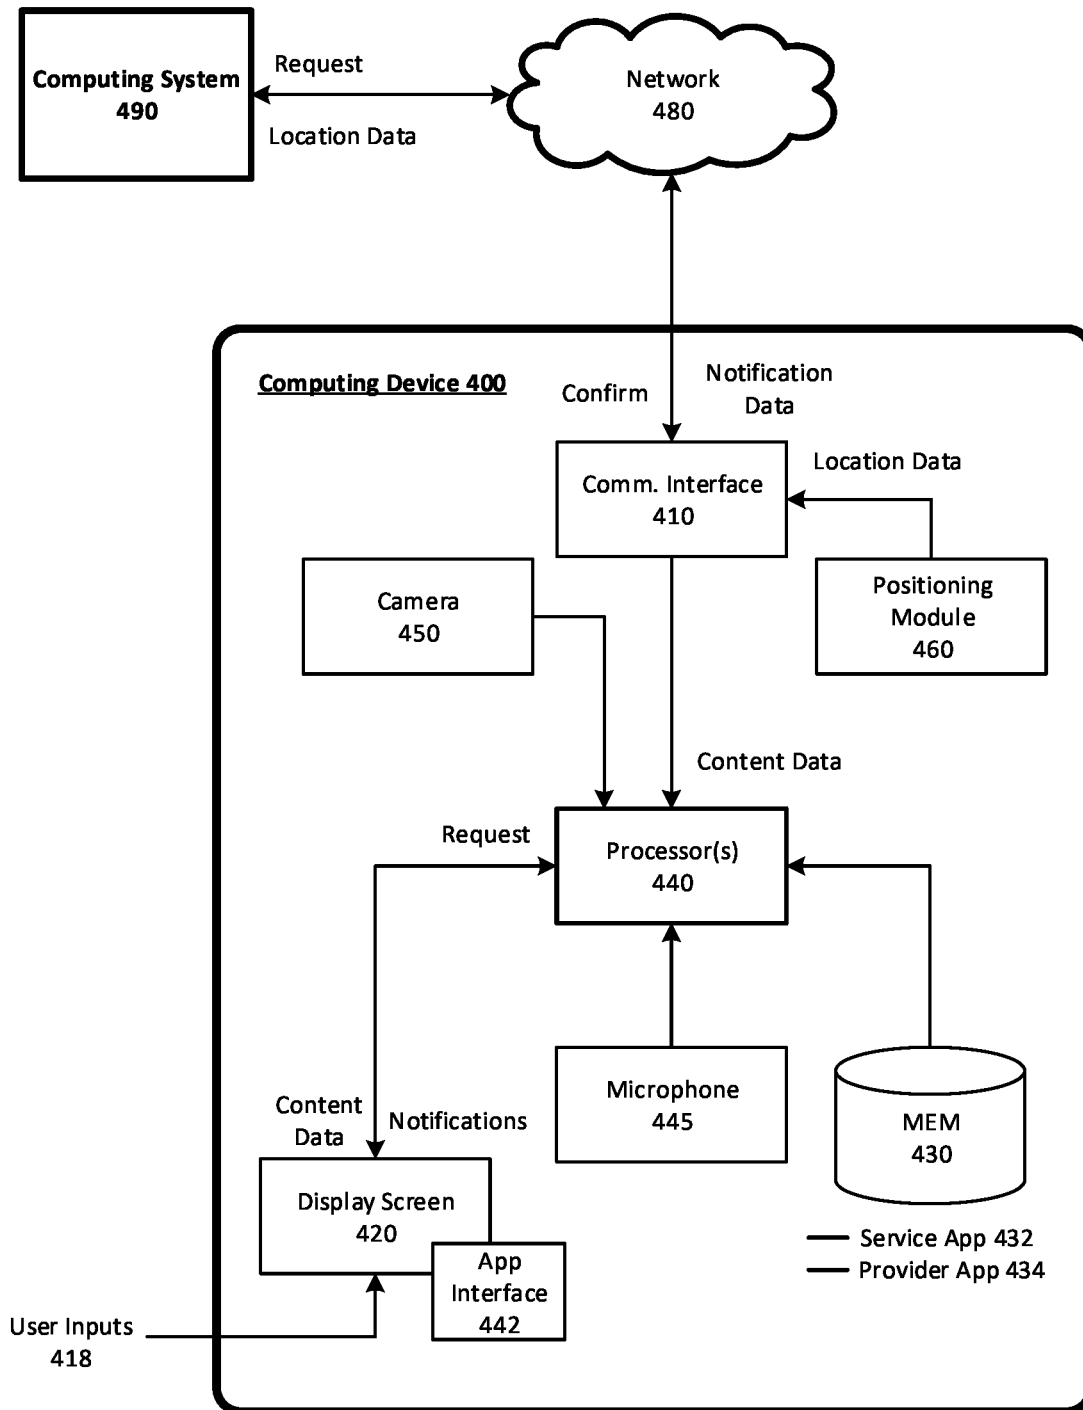 Computing System
490
Request
Location Data
Network
480
Computing Device 400
Confirm
Notification
Data
Comm. Interface
410
Location Data
Camera
450
Positioning
Module
460
Content Data
Request
Processor(s)
440
Content
Data
Notifications
Microphone
445
MEM
430
Display Screen
420
App
Interface
442
Service App 432
Provider App 434
User Inputs
418